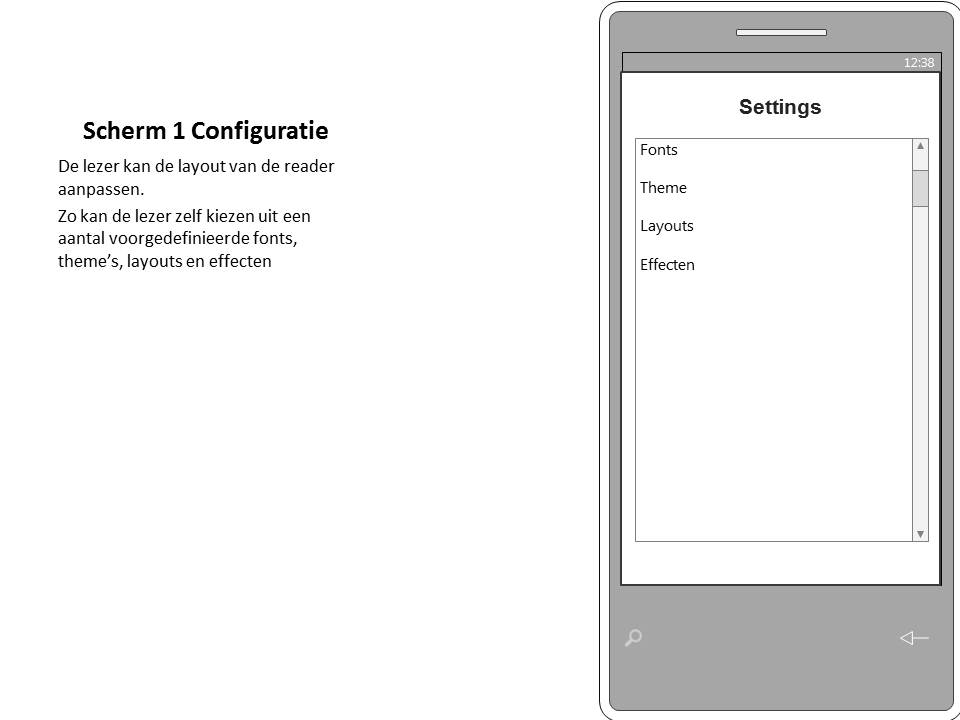 Scherm 1 Configuratie
De lezer kan de layout van de reader
aanpassen.
Zo kan de lezer zelf kiezen uit een
aantal voorgedefinieerde fonts,
theme’s, layouts en effecten
12:38
Settings
Fonts
Theme
Layouts
Effecten